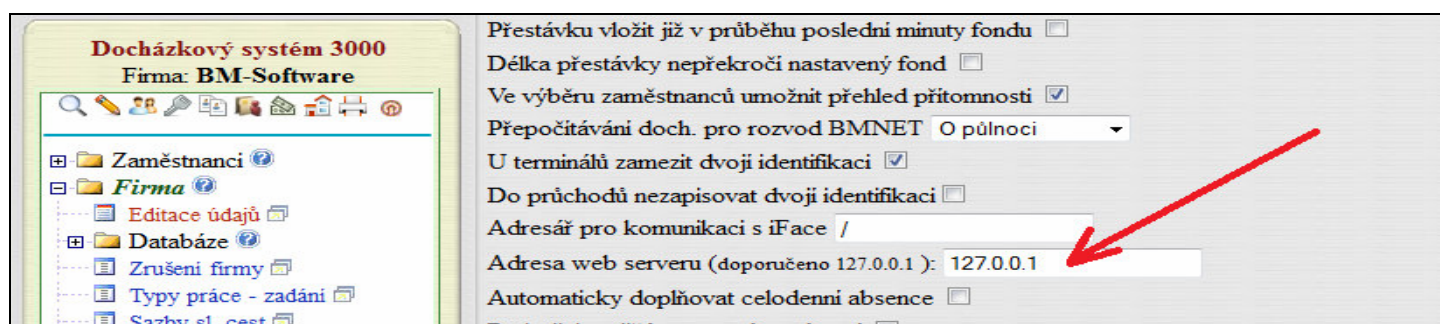 Docházkový systém 3000
Firma: BM-Software
Zaměstnanci
Firma
Editace údajů
Databáze
Zrušení firmy
Typy práce - zadání
Sazby sl. cest
Přestávku vložit již v průběhu poslední minuty fondu
Délka přestávky nepřekročí nastavený fond
Ve výběru zaměstnanců umožnit přehled přítomnosti
Přepočítávání doch. pro rozvod BMNET O půlnoci
U terminálů zamezit dvojí identifikaci
Do průchodů nezapisovat dvojí identifikaci
Adresář pro komunikaci s iFace /
Adresa web serveru (doporučeno 127.0.0.1 ): 127.0.0.1
Automaticky doplňovat celodenní absence